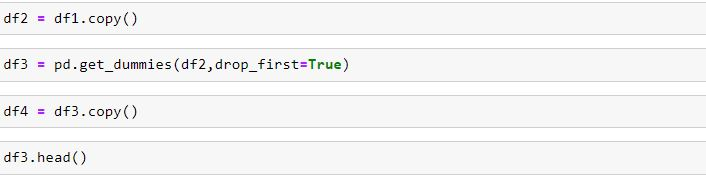 df2 = df1.copy()
df3 = pd.get_dummies(df2,drop_first=True)
df4 = df3.copy()
df3.head()